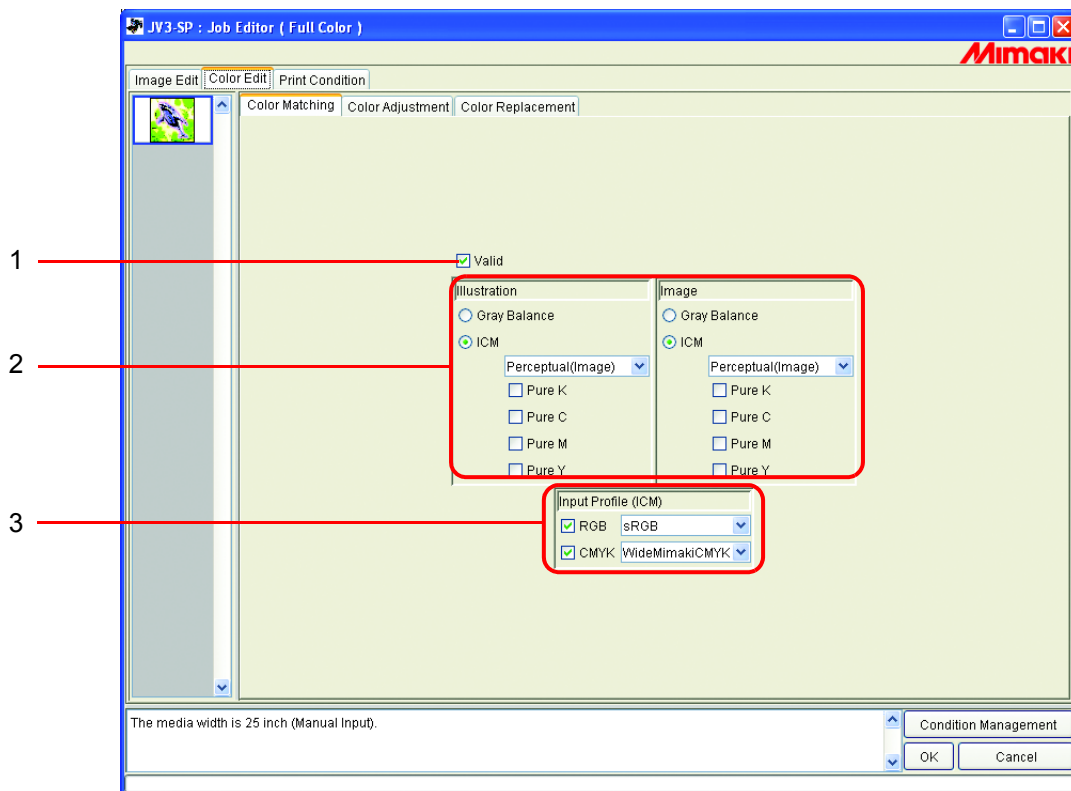 JV3-SP : Job Editor ( Full Color )
Mimaki
Image Edit Color Edit Print Condition
Color Matching Color Adjustment Color Replacement
1
Valid
Illustration Image
Gray Balance Gray Balance
ICM ICM
2
Perceptual(Image) Perceptual(Image)
Pure K Pure K
Pure C Pure C
Pure M Pure M
Pure Y Pure Y
Input Profile (ICM)
3
RGB sRGB
CMYK WideMimakiCMYK
The media width is 25 inch (Manual Input).
Condition Management
OK Cancel